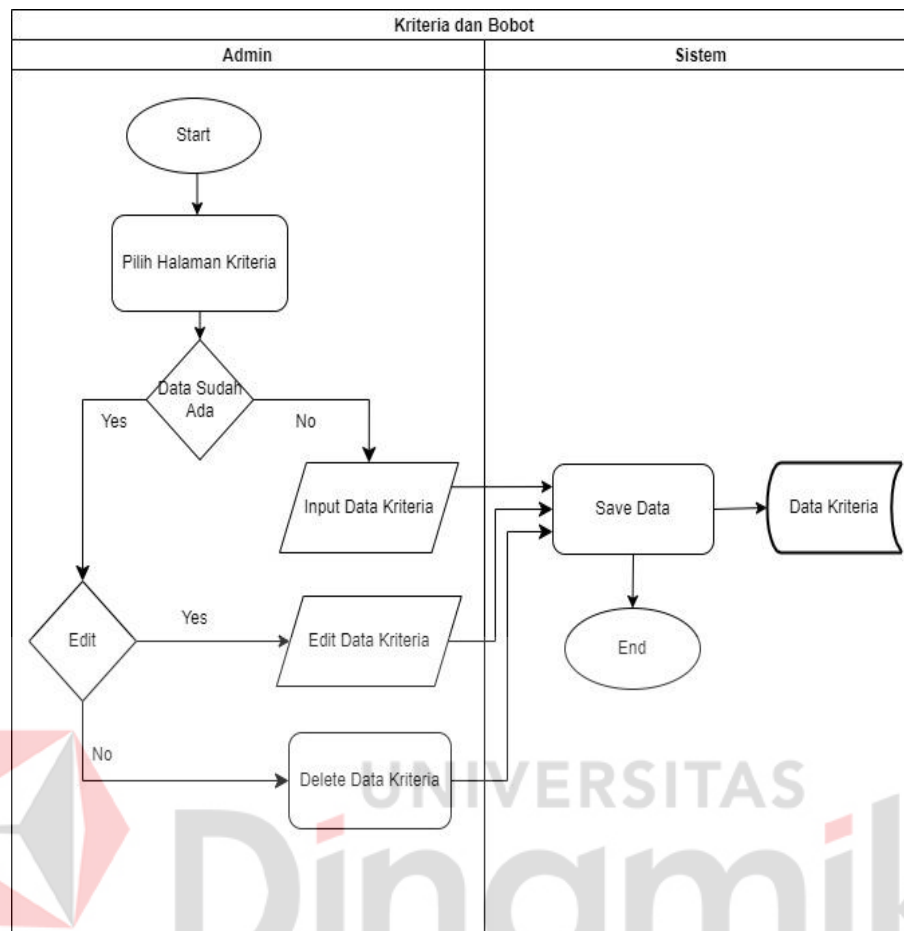 Kriteria dan Bobot
Admin
Sistem
Start
Pilih Halaman Kriteria
Data Sudah
Ada
Yes
No
Input Data Kriteria
Save Data
Data Kriteria
Edit
Yes
Edit Data Kriteria
End
No
Delete Data Kriteria
UNIVERSITAS
Dinamik